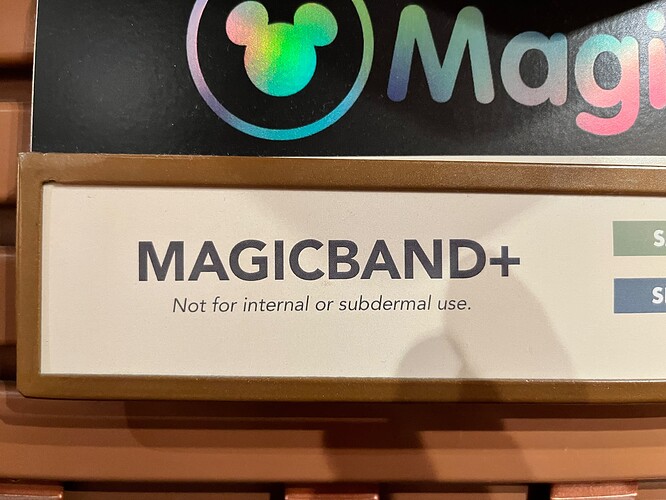 Magi
MAGICBAND+
Not for internal or subdermal use.
S
S